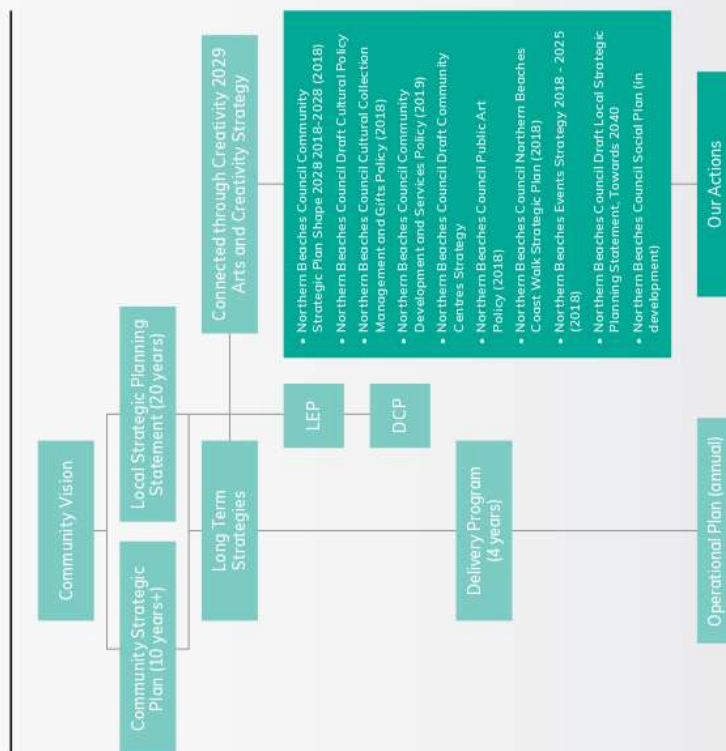 Community Vision
Community Strategic
Plan (10 years+)
Local Strategic Planning
Statement (20 years)
Long Term
Strategies
Connected through Creativity 2029
Arts and Creativity Strategy
LEP
DCP
• Northern Beaches Council Community
Strategic Plan Shape 2028 2018-2028 (2018)
• Northern Beaches Council Draft Cultural Policy
• Northern Beaches Council Cultural Collection
Management and Gifts Policy (2018)
• Northern Beaches Council Community
Development and Services Policy (2019)
• Northern Beaches Council Draft Community
Centres Strategy
• Northern Beaches Council Public Art
Policy (2018)
• Northern Beaches Council Northern Beaches
Coast Walk Strategic Plan (2018)
• Northern Beaches Events Strategy 2018 - 2025
(2018)
• Northern Beaches Council Draft Local Strategic
Planning Statement, Towards 2040
• Northern Beaches Council Social Plan (in
development)
Delivery Program
(4 years)
Operational Plan (annual)
Our Actions